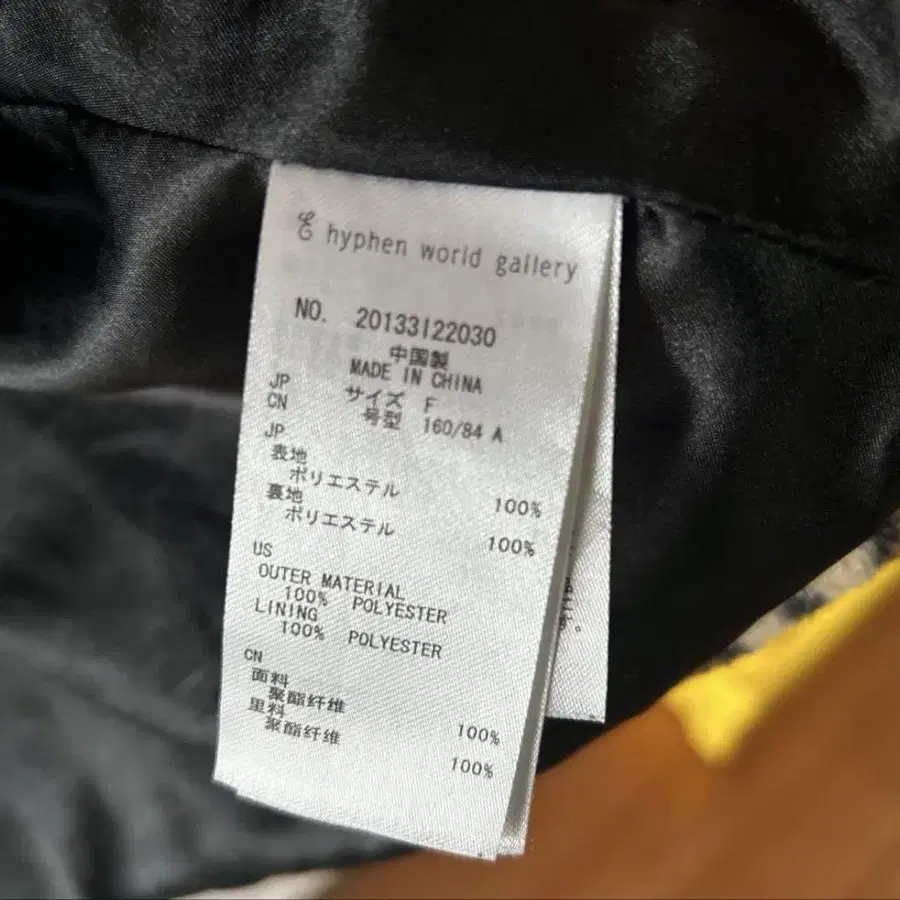 hyphen world gallery
NO. 20133122030
中国製
MADE IN CHINA
JP サイズ F
CN 号型 160/84 A
JP
表地
ポリエステル 100%
裏地
ポリエステル 100%
US
OUTER MATERIAL
100% POLYESTER
LINING
100% POLYESTER
CN
面料
聚酯纤维 100%
里料
聚酯纤维 100%